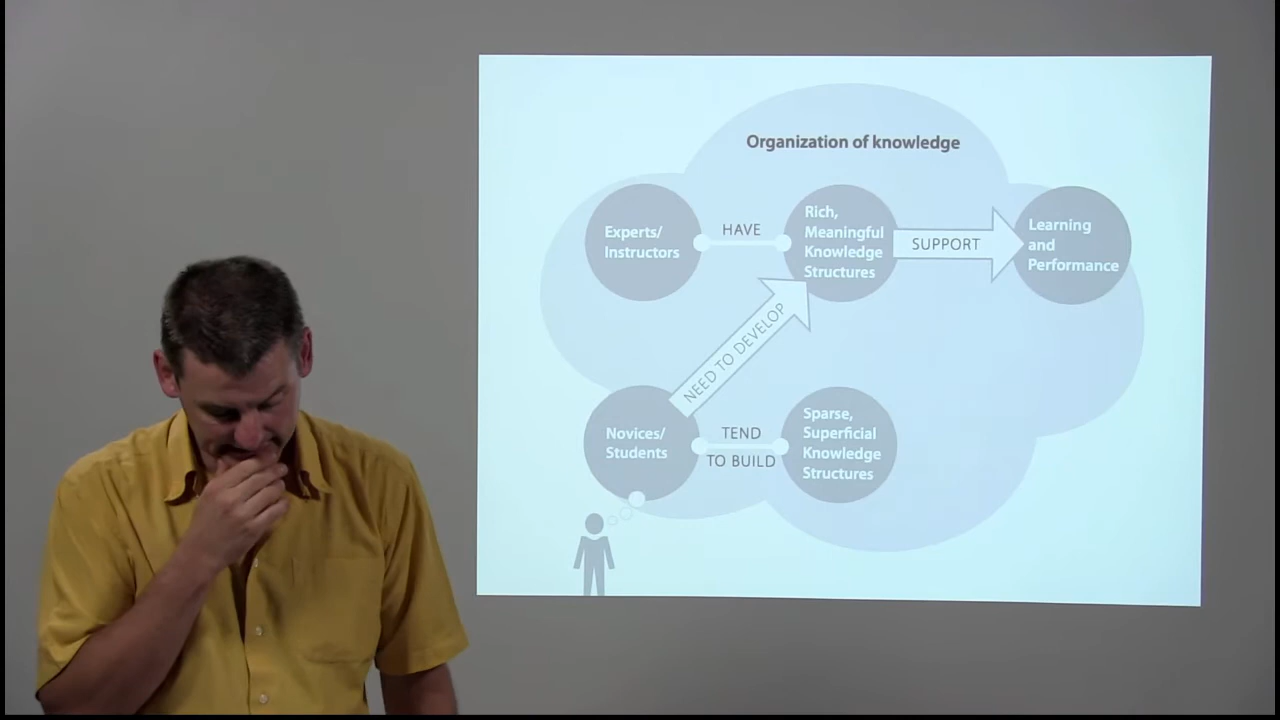 Organization of knowledge
Experts/
Instructors
HAVE
Rich,
Meaningful
Knowledge
Structures
SUPPORT
Learning
and
Performance
NEED TO DEVELOP
Novices/
Students
TEND
TO BUILD
Sparse,
Superficial
Knowledge
Structures